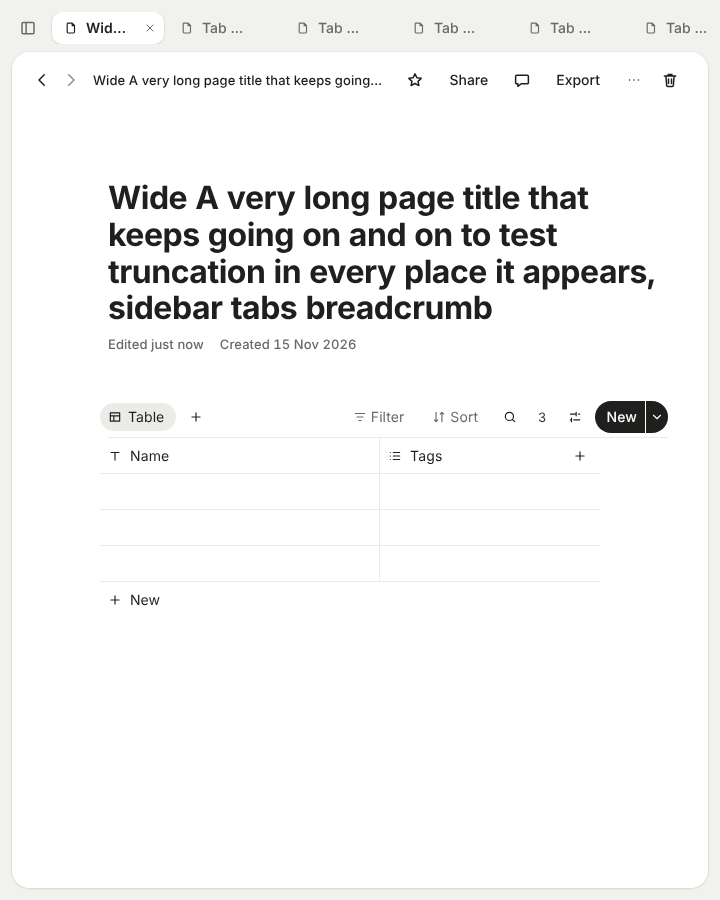 Wid...
Tab ...
Tab ...
Tab ...
Tab ...
Tab ...
Wide A very long page title that keeps going...
Share
Export
Wide A very long page title that
keeps going on and on to test
truncation in every place it appears,
sidebar tabs breadcrumb
Edited just now Created 15 Nov 2026
Table
Filter
Sort
3
New
Name
Tags
New